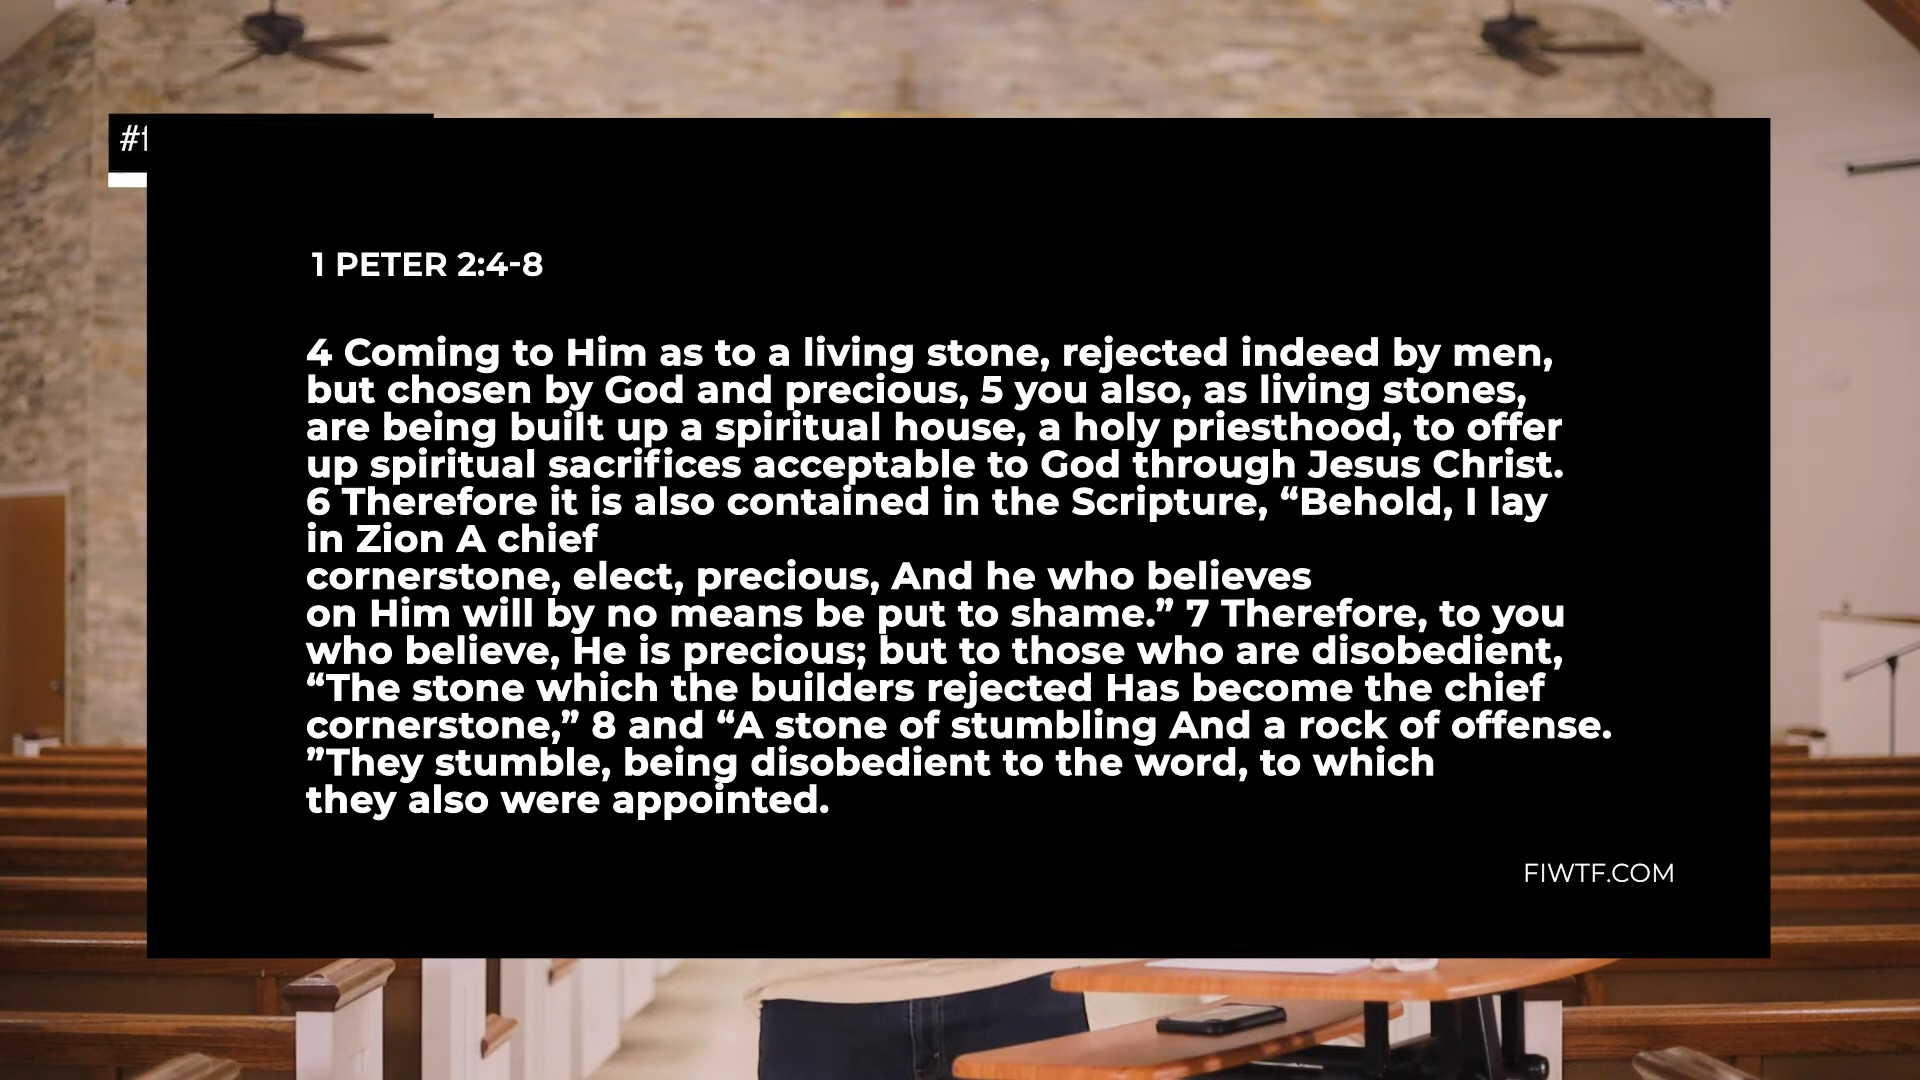 #f
1 PETER 2:4-8
4 Coming to Him as to a living stone, rejected indeed by men,
but chosen by God and precious, 5 you also, as living stones,
are being built up a spiritual house, a holy priesthood, to offer
up spiritual sacrifices acceptable to God through Jesus Christ.
6 Therefore it is also contained in the Scripture, “Behold, I lay
in Zion A chief
cornerstone, elect, precious, And he who believes
on Him will by no means be put to shame.” 7 Therefore, to you
who believe, He is precious; but to those who are disobedient,
“The stone which the builders rejected Has become the chief
cornerstone,” 8 and “A stone of stumbling And a rock of offense.
”They stumble, being disobedient to the word, to which
they also were appointed.
FIWTF.COM